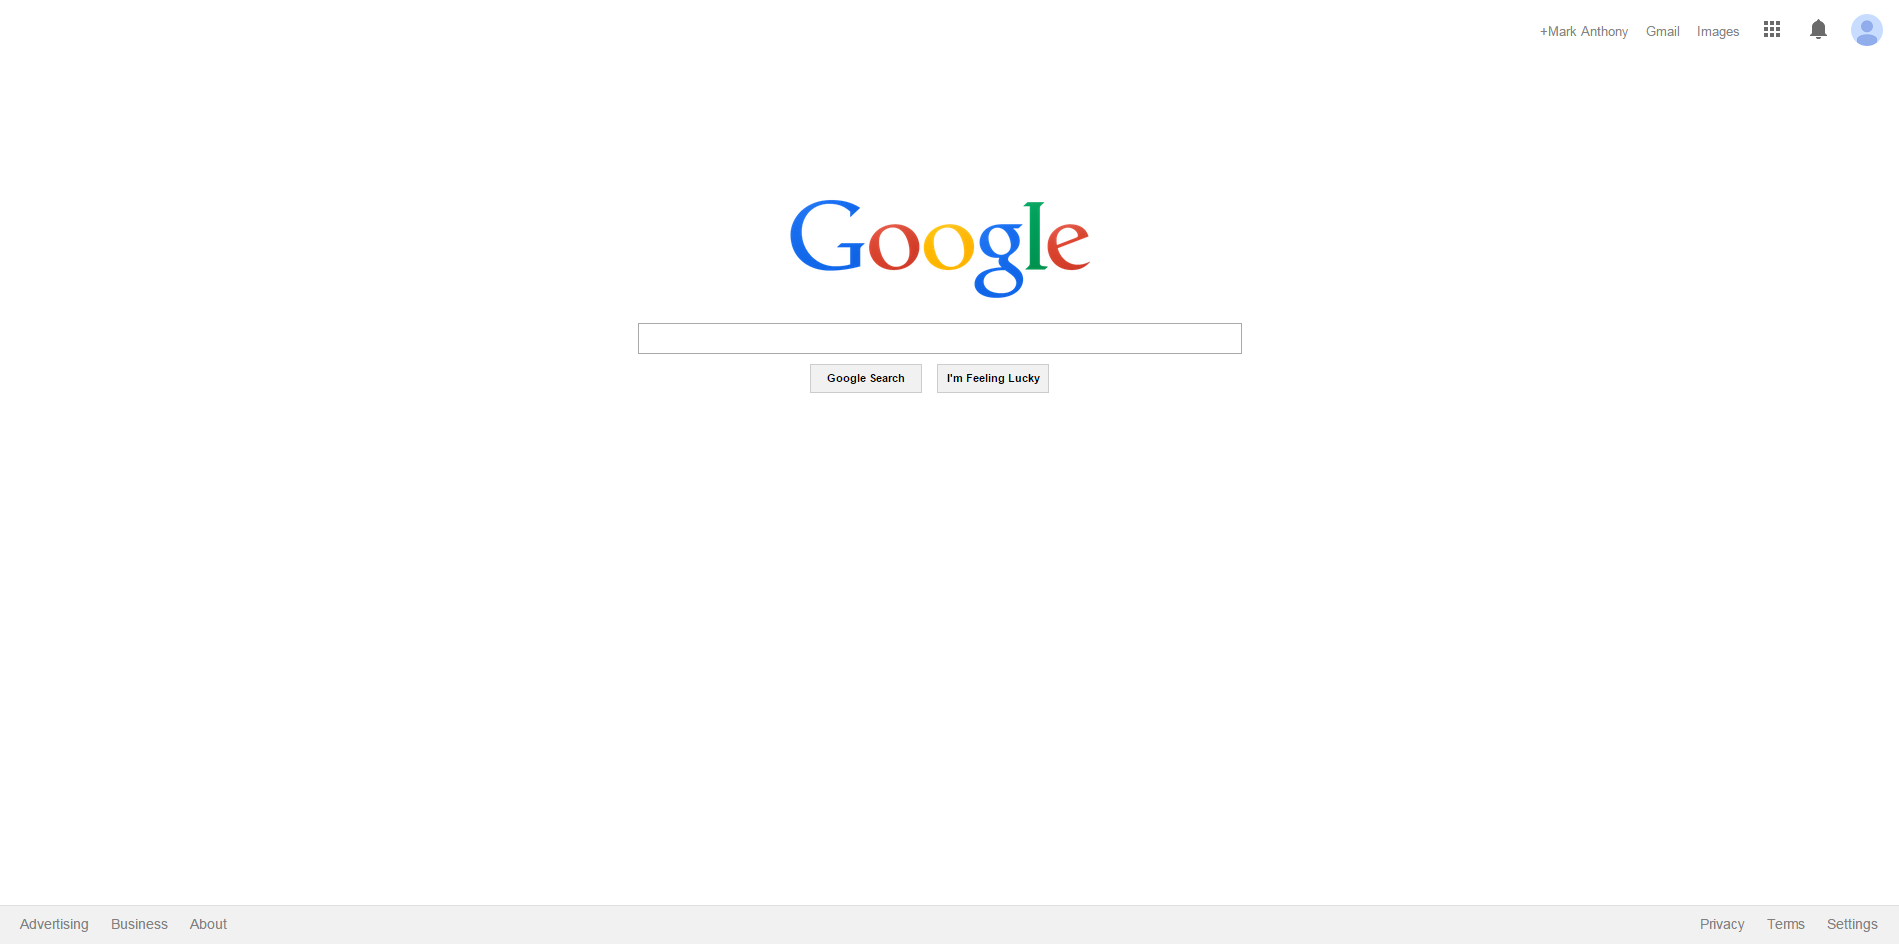 +Mark Anthony Gmail Images
Google
Google Search I'm Feeling Lucky
Advertising Business About Privacy Terms Settings